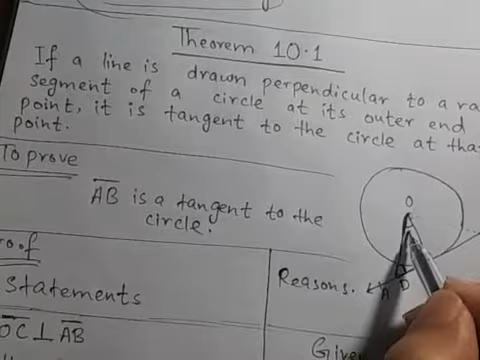 Theorem 10.1
If a line is drawn perpendicular to a ra
segment of a circle at its outer end
point, it is tangent to the circle at tha
point.
To prove
AB is a tangent to the
circle.
O
A D
oof
Statements
Reasons.
OC ⊥ AB
Given